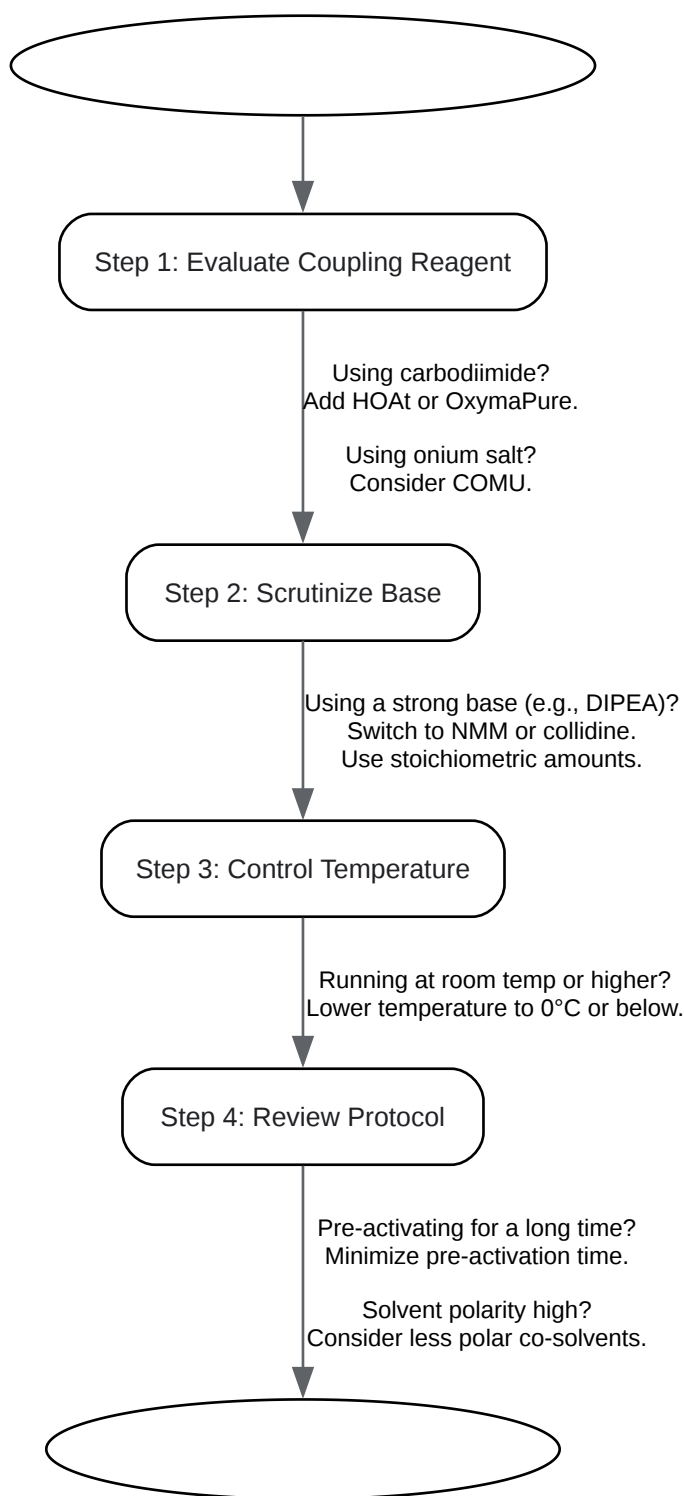 Step 1: Evaluate Coupling Reagent
Using carbodiimide?
Add HOAt or OxymaPure.
Using onium salt?
Consider COMU.
Step 2: Scrutinize Base
Using a strong base (e.g., DIPEA)?
Switch to NMM or collidine.
Use stoichiometric amounts.
Step 3: Control Temperature
Running at room temp or higher?
Lower temperature to 0°C or below.
Step 4: Review Protocol
Pre-activating for a long time?
Minimize pre-activation time.
Solvent polarity high?
Consider less polar co-solvents.